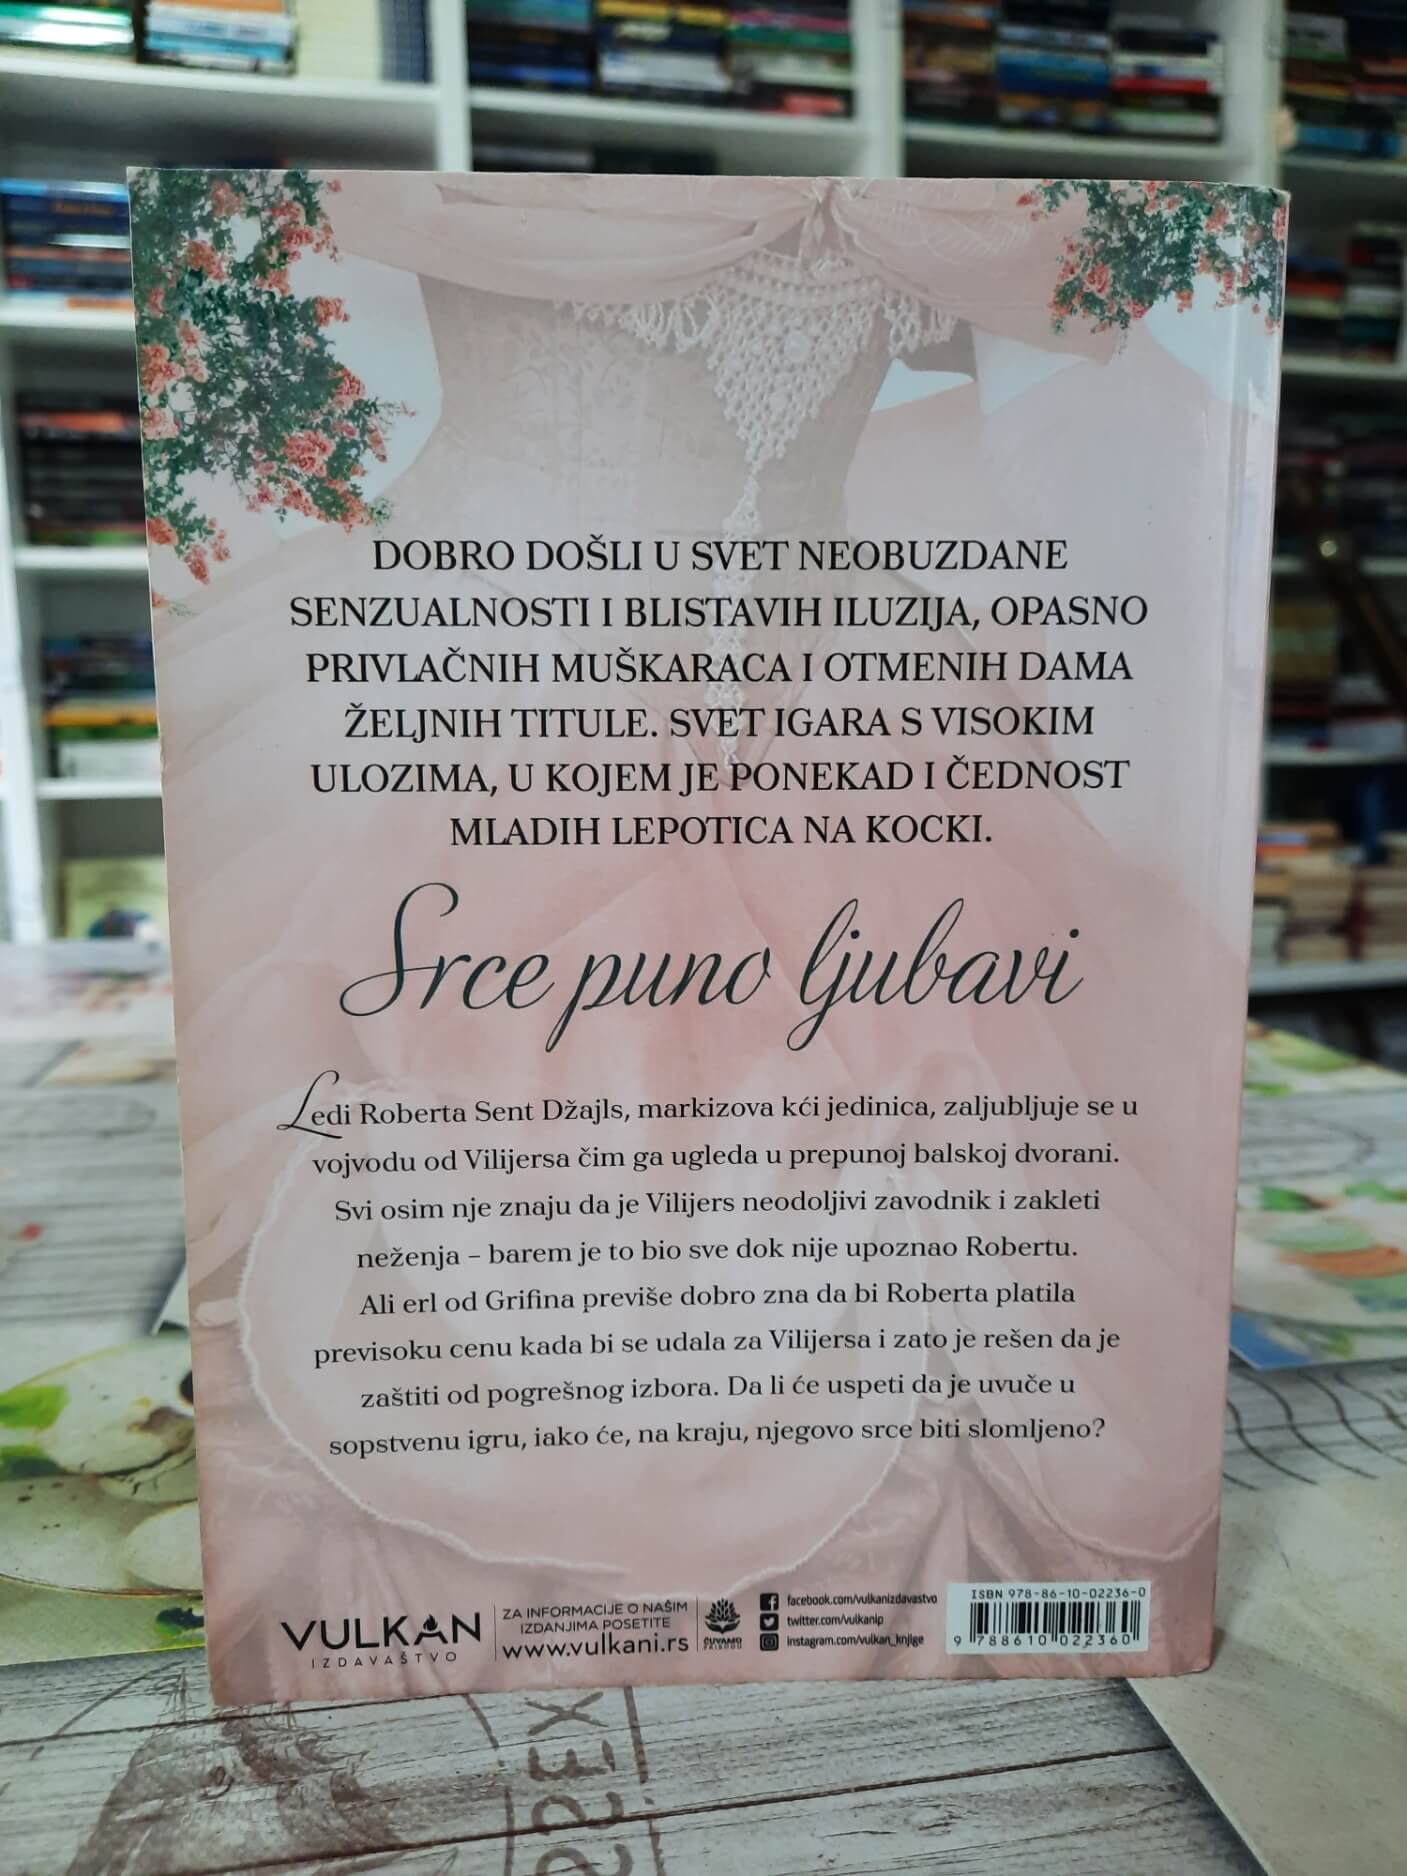 DOBRO DOŠLI U SVET NEOBUZDANE
SENZUALNOSTI I BLISTAVIH ILUZIJA, OPASNO
PRIVLAČNIH MUŠKARACA I OTMENIH DAMA
ŽELJNIH TITULE. SVET IGARA S VISOKIM
ULOZIMA, U KOJEM JE PONEKAD I ČEDNOST
MLADIH LEPOTICA NA KOCKI.
Srce puno ljubavi
Ledi Roberta Sent Džajls, markizova kći jedinica, zaljubljuje se u
vojvodu od Vilijersa čim ga ugleda u prepunoj balskoj dvorani.
Svi osim nje znaju da je Vilijers neodoljivi zavodnik i zakleti
neženja – barem je to bio sve dok nije upoznao Robertu.
Ali erl od Grifina previše dobro zna da bi Roberta platila
previsoku cenu kada bi se udala za Vilijersa i zato je rešen da je
zaštiti od pogrešnog izbora. Da li će uspeti da je uvuče u
sopstvenu igru, iako će, na kraju, njegovo srce biti slomljeno?
VULKAN
IZDAVAŠTVO
ZA INFORMACIJE O NAŠIM
IZDANJIMA POSETITE
www.vulkani.rs
ČUVAMO
PRIRODU
facebook.com/vulkanizdavastvo
twitter.com/vulkanip
instagram.com/vulkan_knjige
ISBN 978-86-10-02236-0
9 788610 022360